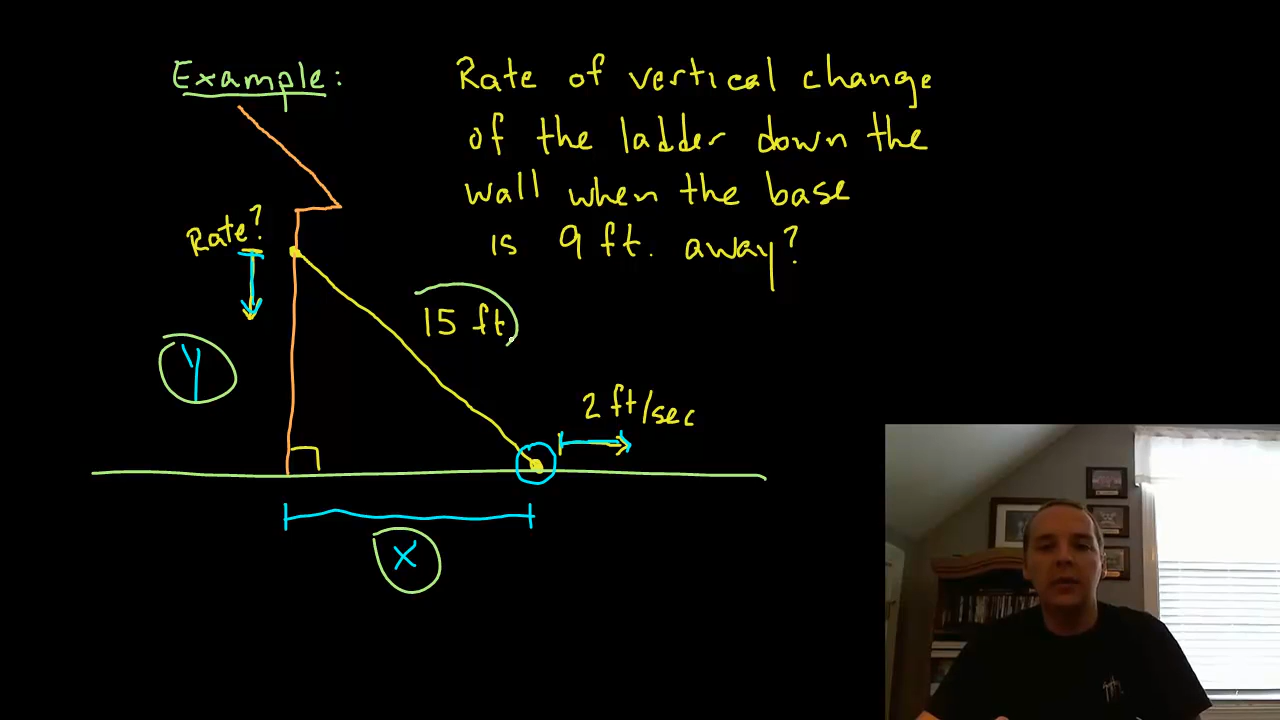 Example:
Rate of vertical change
of the ladder down the
wall when the base
is 9 ft. away?
Rate?
15 ft.
Y
2 ft/sec
X